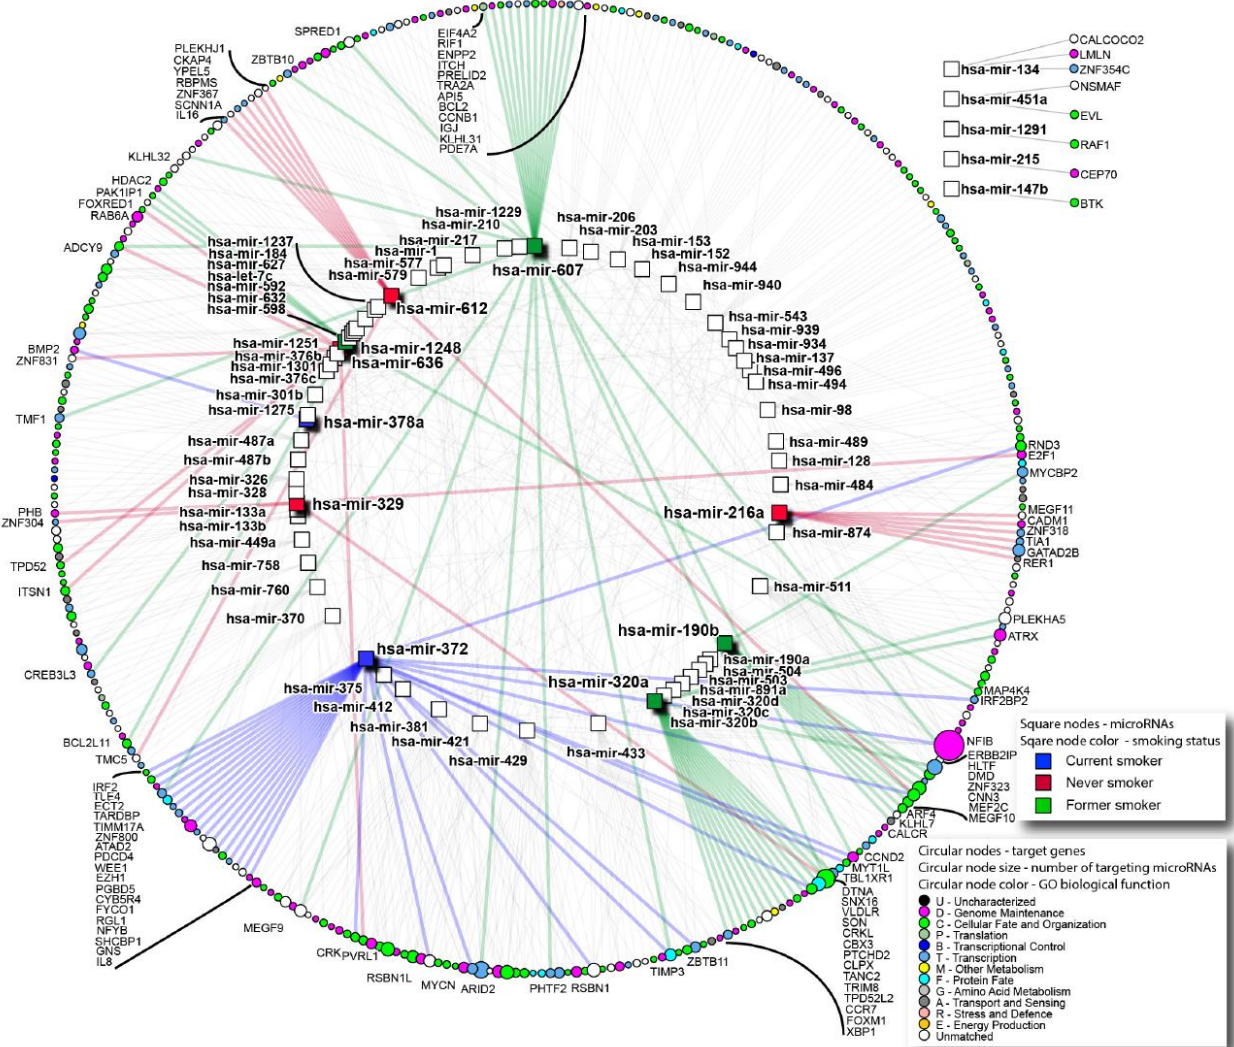 SPRED1
PLEKHJ1
CKAP4
YPEL5
RBPMS
ZNF367
SCNN1A
IL16
ZBTB10
EIF4A2
RIF1
ENPP2
ITCH
PRELID2
TRA2A
API5
BCL2
CCNB1
IGJ
KLHL31
PDE7A
CALCOCO2
LMLN
hsa-mir-134
ZNF354C
NSMAF
hsa-mir-451a
EVL
hsa-mir-1291
RAF1
hsa-mir-215
CEP70
hsa-mir-147b
BTK
KLHL32
HDAC2
PAK1IP1
FOXRED1
RAB6A
ADCY9
BMP2
ZNF831
TMF1
PHB
ZNF304
TPD52
ITSN1
CREB3L3
BCL2L11
TMC5
hsa-mir-1229
hsa-mir-210
hsa-mir-217
hsa-mir-1
hsa-mir-577
hsa-mir-579
hsa-mir-607
hsa-mir-206
hsa-mir-203
hsa-mir-153
hsa-mir-152
hsa-mir-944
hsa-mir-940
hsa-mir-543
hsa-mir-939
hsa-mir-934
hsa-mir-137
hsa-mir-496
hsa-mir-494
hsa-mir-98
hsa-mir-489
hsa-mir-128
hsa-mir-484
hsa-mir-216a
hsa-mir-874
hsa-mir-511
hsa-mir-1237
hsa-mir-184
hsa-mir-627
hsa-let-7c
hsa-mir-592
hsa-mir-632
hsa-mir-598
hsa-mir-612
hsa-mir-1248
hsa-mir-636
hsa-mir-1251
hsa-mir-376b
hsa-mir-1301
hsa-mir-376c
hsa-mir-301b
hsa-mir-1275
hsa-mir-378a
hsa-mir-487a
hsa-mir-487b
hsa-mir-326
hsa-mir-328
hsa-mir-329
hsa-mir-133a
hsa-mir-133b
hsa-mir-449a
hsa-mir-758
hsa-mir-760
hsa-mir-370
hsa-mir-372
hsa-mir-375
hsa-mir-412
hsa-mir-381
hsa-mir-421
hsa-mir-429
hsa-mir-433
hsa-mir-190b
hsa-mir-190a
hsa-mir-504
hsa-mir-503
hsa-mir-891a
hsa-mir-320a
hsa-mir-320d
hsa-mir-320c
hsa-mir-320b
RND3
E2F1
MYCBP2
MEGF11
CADM1
ZNF318
TIA1
GATAD2B
RER1
PLEKHA5
ATRX
MAP4K4
IRF2BP2
NFIB
ERBB2IP
HLTF
DMD
ZNF323
CNN3
MEF2C
MEGF10
ARF4
KLHL7
CALCR
CCND2
MYT1L
TBL1XR1
DTNA
SNX16
VLDLR
SON
CRKL
CBX3
PTCHD2
CLPX
TANC2
TRIM8
TPD52L2
CCR7
FOXM1
XBP1
IRF2
TLE4
ECT2
TARDBP
TIMM17A
ZNF800
ATAD2
PDCD4
WEE1
EZH1
PGBD5
CYB5R4
FYCO1
RGL1
NFYB
SHCBP1
GNS
IL8
MEGF9
CRK
PVRL1
RSBN1L
MYCN
ARID2
PHTF2
RSBN1
TIMP3
ZBTB11
Square nodes - microRNAs
Sqare node color - smoking status
Current smoker
Never smoker
Former smoker
Circular nodes - target genes
Circular node size - number of targeting microRNAs
Circular node color - GO biological function
U - Uncharacterized
D - Genome Maintenance
C - Cellular Fate and Organization
P - Translation
B - Transcriptional Control
T - Transcription
M - Other Metabolism
F - Protein Fate
G - Amino Acid Metabolism
A - Transport and Sensing
R - Stress and Defence
E - Energy Production
Unmatched